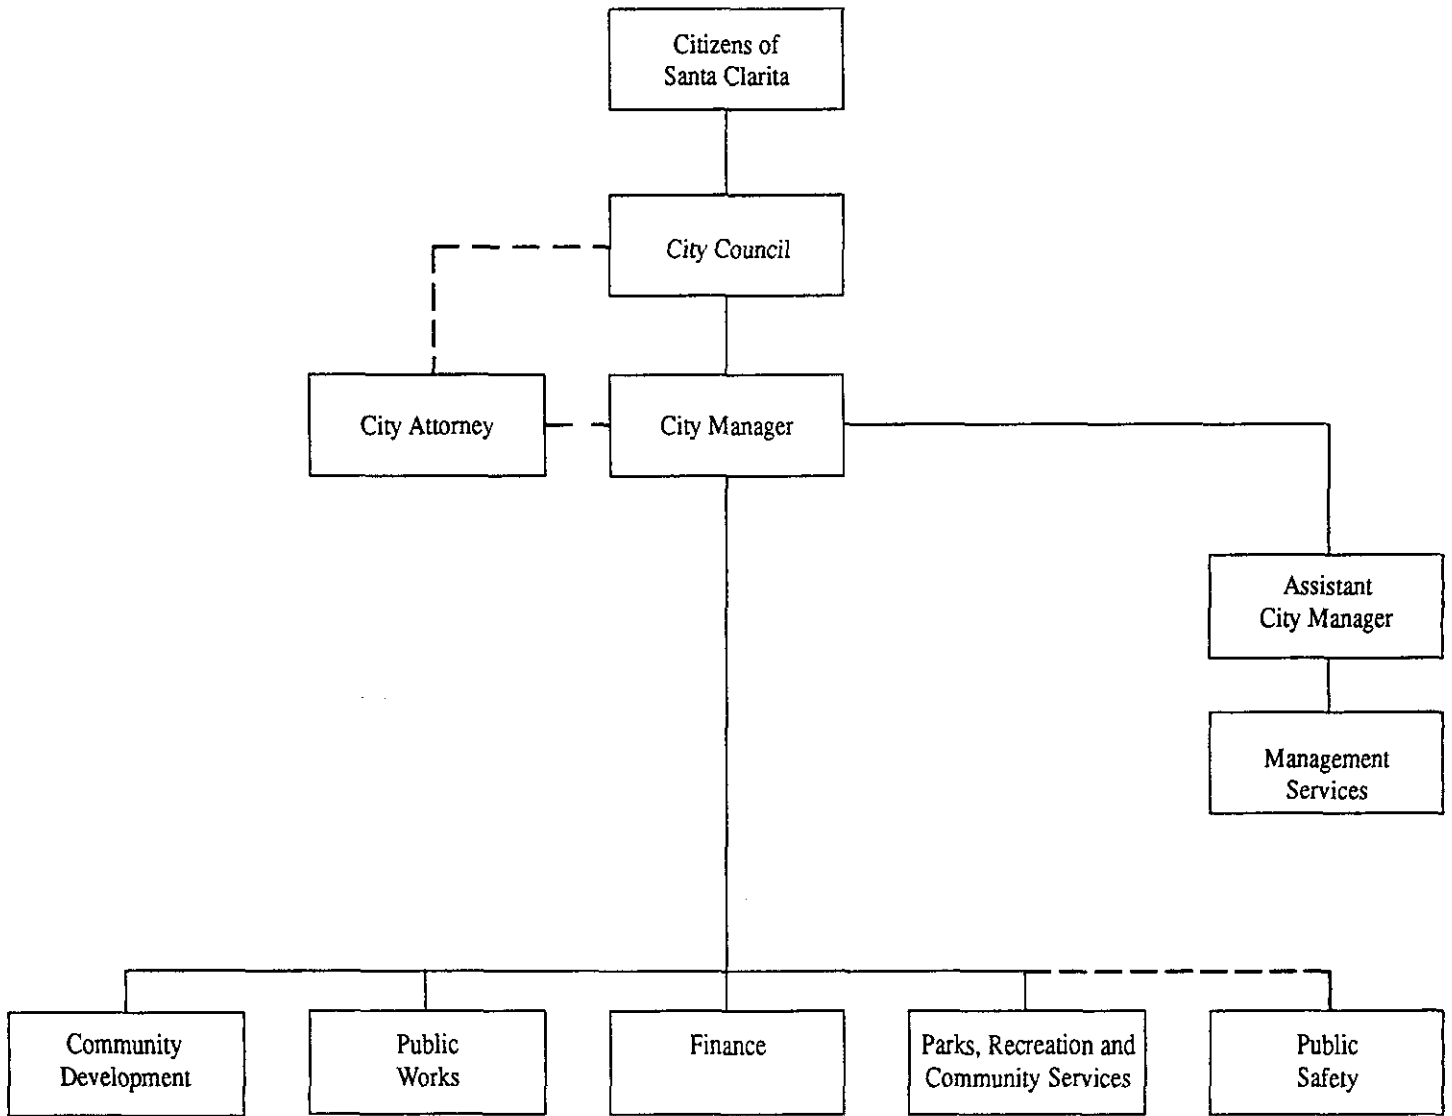 Citizens of
Santa Clarita
City Council
City Attorney
City Manager
Assistant
City Manager
Management
Services
Community
Development
Public
Works
Finance
Parks, Recreation and
Community Services
Public
Safety